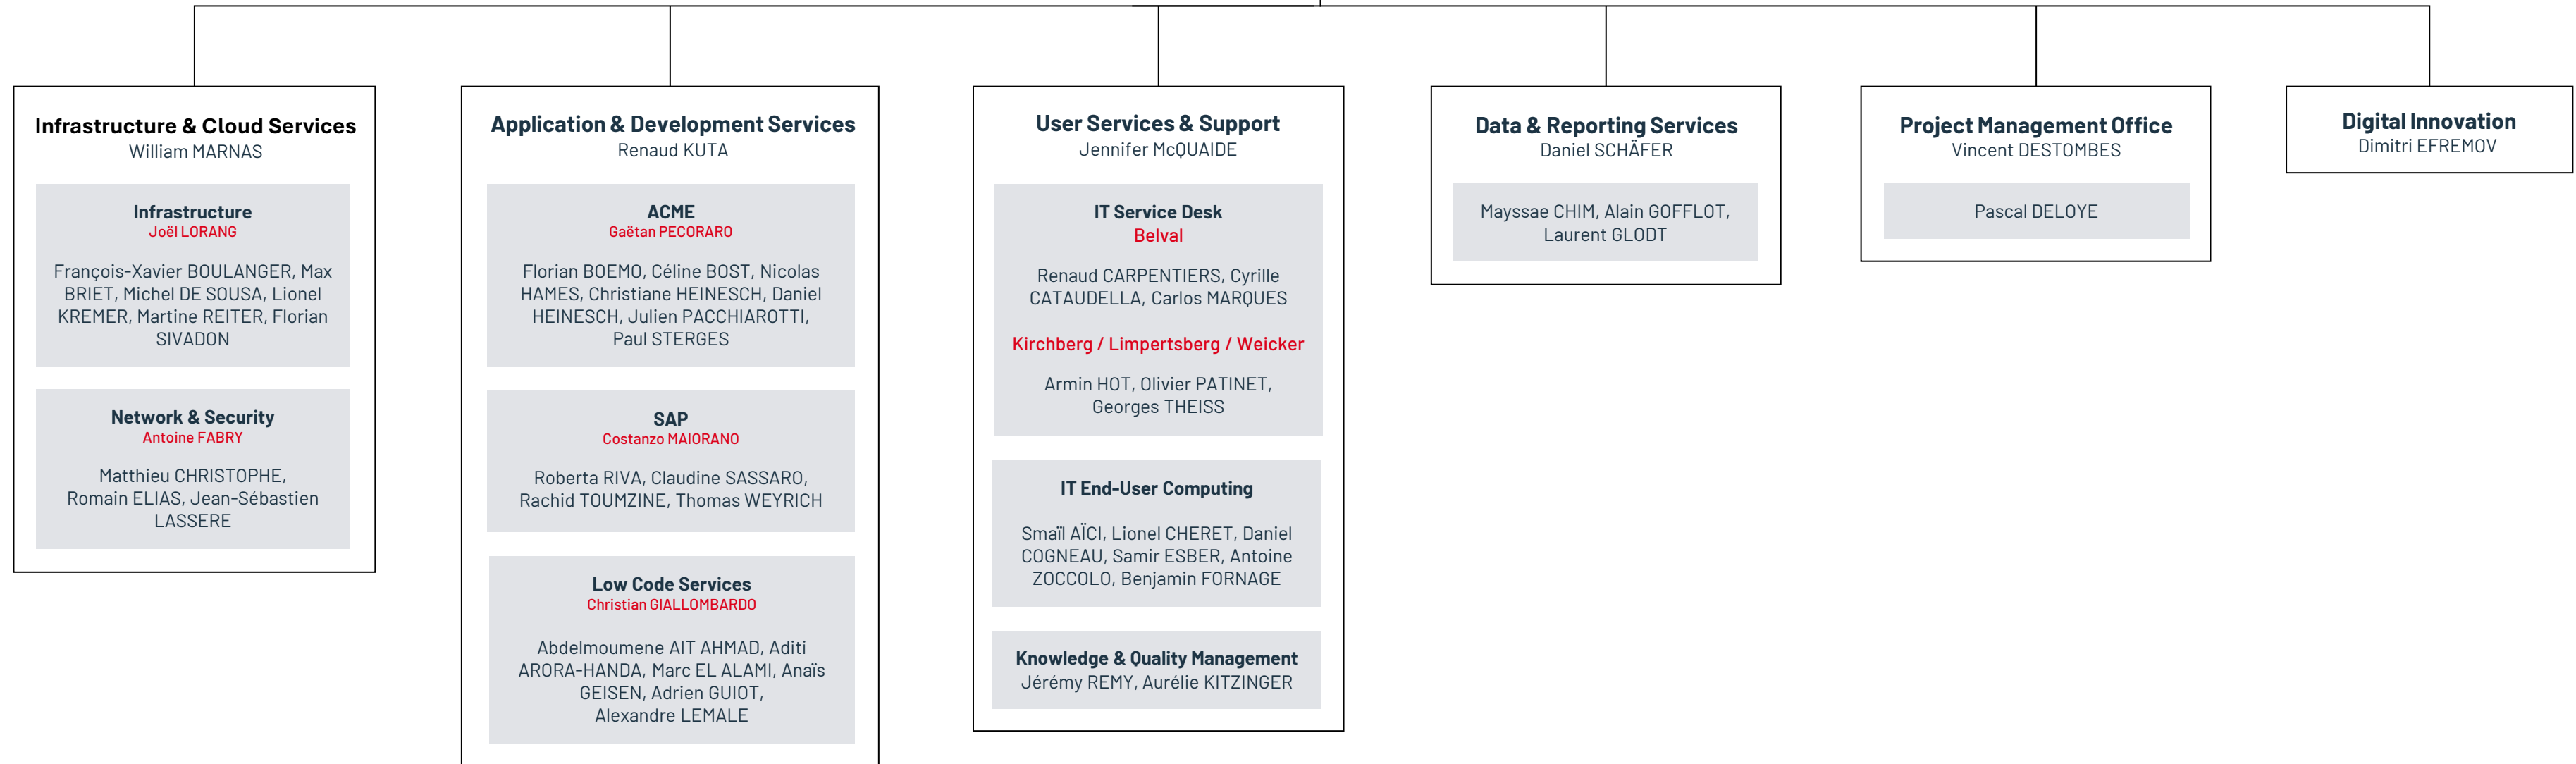 Infrastructure & Cloud Services
William MARNAS
Infrastructure
Joël LORANG
François-Xavier BOULANGER, Max
BRIET, Michel DE SOUSA, Lionel
KREMER, Martine REITER, Florian
SIVADON
Network & Security
Antoine FABRY
Matthieu CHRISTOPHE,
Romain ELIAS, Jean-Sébastien
LASSERE
Application & Development Services
Renaud KUTA
ACME
Gaëtan PECORARO
Florian BOEMO, Céline BOST, Nicolas
HAMES, Christiane HEINESCH, Daniel
HEINESCH, Julien PACCHIAROTTI,
Paul STERGES
SAP
Costanzo MAIORANO
Roberta RIVA, Claudine SASSARO,
Rachid TOUMZINE, Thomas WEYRICH
Low Code Services
Christian GIALLOMBARDO
Abdelmoumene AIT AHMAD, Aditi
ARORA-HANDA, Marc EL ALAMI, Anaïs
GEISEN, Adrien GUIOT,
Alexandre LEMALE
User Services & Support
Jennifer McQUAIDE
IT Service Desk
Belval
Renaud CARPENTIERS, Cyrille
CATAUDELLA, Carlos MARQUES
Kirchberg / Limpertsberg / Weicker
Armin HOT, Olivier PATINET,
Georges THEISS
IT End-User Computing
Smaïl AÏCI, Lionel CHERET, Daniel
COGNEAU, Samir ESBER, Antoine
ZOCCOLO, Benjamin FORNAGE
Knowledge & Quality Management
Jérémy REMY, Aurélie KITZINGER
Data & Reporting Services
Daniel SCHÄFER
Mayssae CHIM, Alain GOFFLOT,
Laurent GLODT
Project Management Office
Vincent DESTOMBES
Pascal DELOYE
Digital Innovation
Dimitri EFREMOV